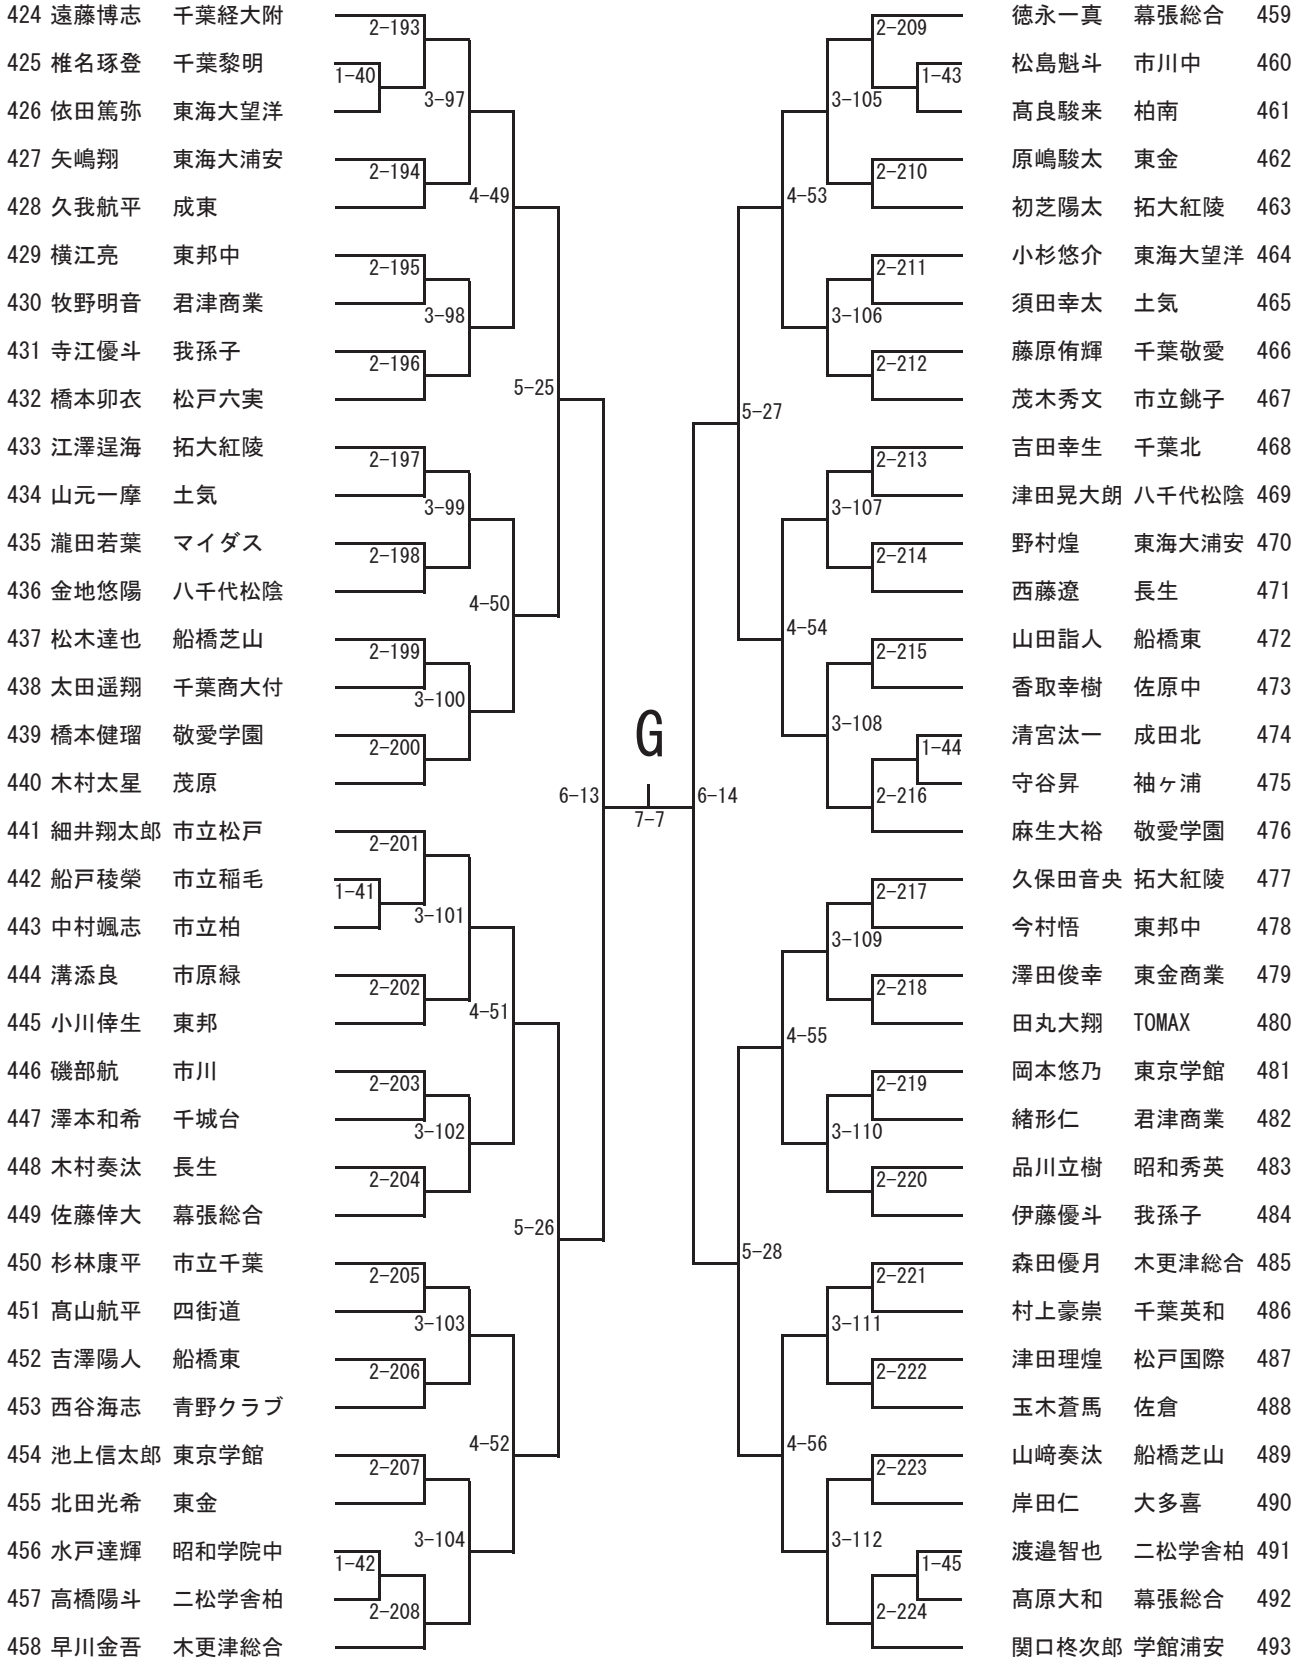 424 遠藤博志 千葉経大附
425 椎名琢登 千葉黎明
426 依田篤弥 東海大望洋
427 矢嶋翔 東海大浦安
428 久我航平 成東
429 横江亮 東邦中
430 牧野明音 君津商業
431 寺江優斗 我孫子
432 橋本卯衣 松戸六実
433 江澤逞海 拓大紅陵
434 山元一摩 土気
435 瀧田若葉 マイダス
436 金地悠陽 八千代松陰
437 松木達也 船橋芝山
438 太田遥翔 千葉商大付
439 橋本健瑠 敬愛学園
440 木村太星 茂原
441 細井翔太郎 市立松戸
442 船戸稜榮 市立稲毛
443 中村颯志 市立柏
444 溝添良 市原緑
445 小川倖生 東邦
446 磯部航 市川
447 澤本和希 千城台
448 木村奏汰 長生
449 佐藤倖大 幕張総合
450 杉林康平 市立千葉
451 髙山航平 四街道
452 吉澤陽人 船橋東
453 西谷海志 青野クラブ
454 池上信太郎 東京学館
455 北田光希 東金
456 水戸達輝 昭和学院中
457 高橋陽斗 二松学舎柏
458 早川金吾 木更津総合
2-193
1-40
3-97
2-194
4-49
2-195
3-98
2-196
5-25
2-197
3-99
2-198
4-50
2-199
3-100
2-200
6-13
2-201
1-41
3-101
2-202
4-51
2-203
3-102
2-204
5-26
2-205
3-103
2-206
4-52
2-207
3-104
1-42
2-208
G
7-7
2-209
1-43
3-105
2-210
4-53
2-211
3-106
2-212
5-27
2-213
3-107
2-214
4-54
2-215
3-108
1-44
2-216
6-14
2-217
3-109
2-218
4-55
2-219
3-110
2-220
5-28
2-221
3-111
2-222
4-56
2-223
3-112
1-45
2-224
徳永一真 幕張総合 459
松島魁斗 市川中 460
髙良駿来 柏南 461
原嶋駿太 東金 462
初芝陽太 拓大紅陵 463
小杉悠介 東海大望洋 464
須田幸太 土気 465
藤原侑輝 千葉敬愛 466
茂木秀文 市立銚子 467
吉田幸生 千葉北 468
津田晃大朗 八千代松陰 469
野村煌 東海大浦安 470
西藤遼 長生 471
山田詣人 船橋東 472
香取幸樹 佐原中 473
清宮汰一 成田北 474
守谷昇 袖ヶ浦 475
麻生大裕 敬愛学園 476
久保田音央 拓大紅陵 477
今村悟 東邦中 478
澤田俊幸 東金商業 479
田丸大翔 TOMAX 480
岡本悠乃 東京学館 481
緒形仁 君津商業 482
品川立樹 昭和秀英 483
伊藤優斗 我孫子 484
森田優月 木更津総合 485
村上豪崇 千葉英和 486
津田理煌 松戸国際 487
玉木蒼馬 佐倉 488
山﨑奏汰 船橋芝山 489
岸田仁 大多喜 490
渡邉智也 二松学舎柏 491
髙原大和 幕張総合 492
関口柊次郎 学館浦安 493